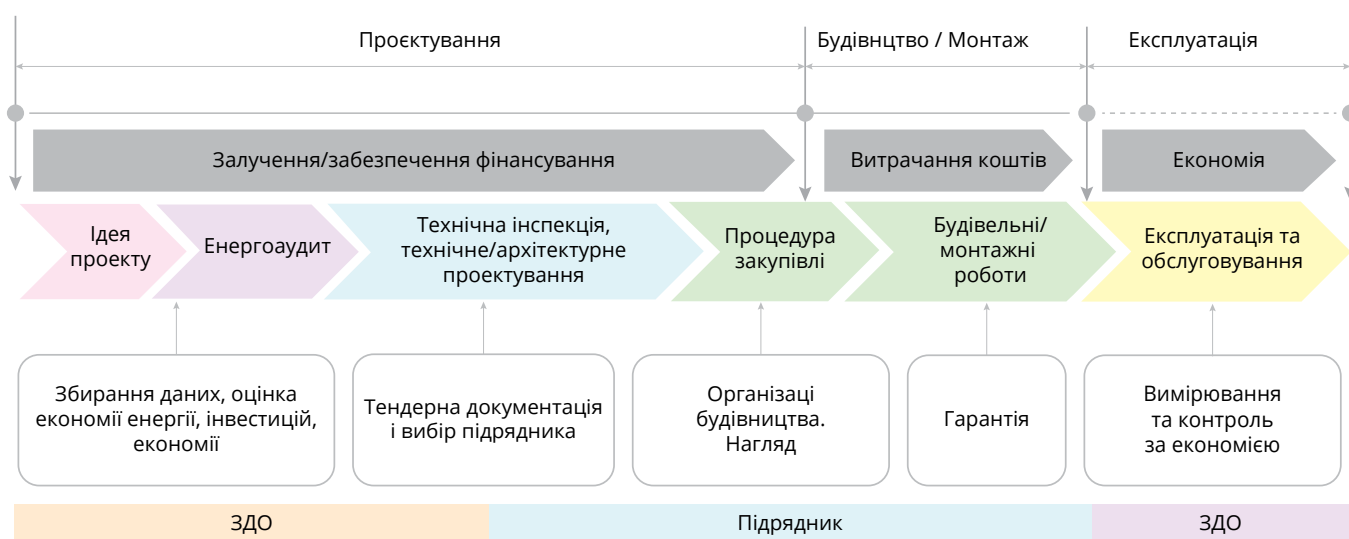 Проєктування
Будівнцтво / Монтаж
Експлуатація
Залучення/забезпечення фінансування
Витрачання коштів
Економія
Ідея
проекту
Енергоаудит
Технічна інспекція,
технічне/архітектурне
проектування
Процедура
закупівлі
Будівельні/
монтажні
роботи
Експлуатація та
обслуговування
Збирання даних, оцінка
економії енергії, інвестицій,
економії
Тендерна документація
і вибір підрядника
Організаці
будівництва.
Нагляд
Гарантія
Вимірювання
та контроль
за економією
ЗДО
Підрядник
ЗДО